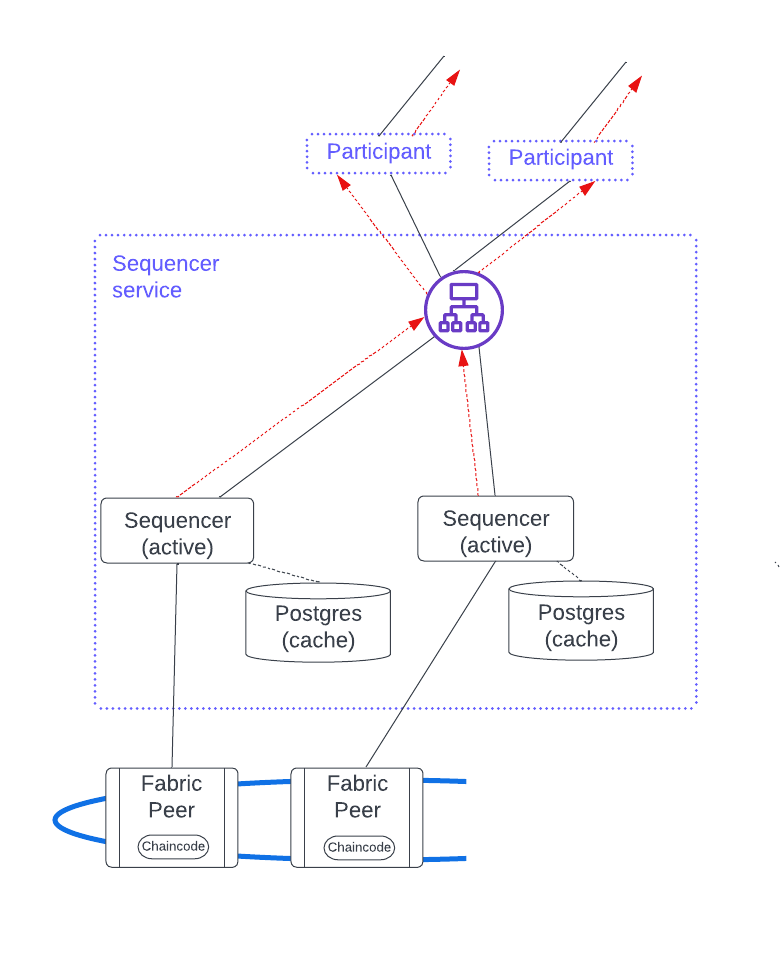 Participant
Participant
Sequencer
service
Sequencer
(active)
Sequencer
(active)
Postgres
(cache)
Postgres
(cache)
Fabric
Peer
Chaincode
Fabric
Peer
Chaincode